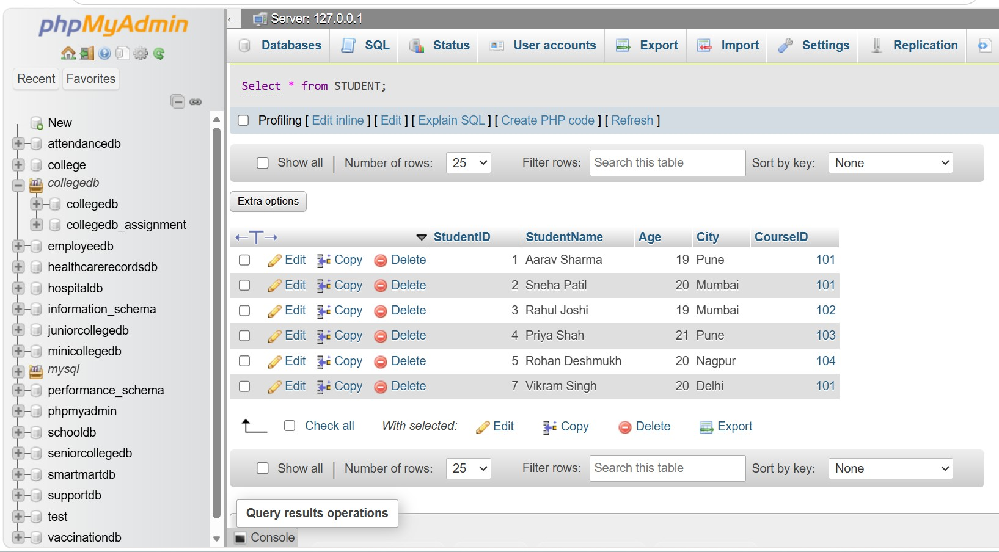 phpMyAdmin
Recent Favorites
New
attendancedb
college
collegedb
collegedb
collegedb_assignment
employeedb
healthcarerecordsdb
hospitaldb
information_schema
juniorcollegedb
minicollegedb
mysql
performance_schema
phpmyadmin
schooldb
seniorcollegedb
smartmartdb
supportdb
test
vaccinationdb
Server: 127.0.0.1
Databases SQL Status User accounts Export Import Settings Replication
Select * from STUDENT;
Profiling [ Edit inline ] [ Edit ] [ Explain SQL ] [ Create PHP code ] [ Refresh ]
Show all | Number of rows: 25 Filter rows: Search this table Sort by key: None
Extra options
←T→ StudentID StudentName Age City CourseID
Edit Copy Delete 1 Aarav Sharma 19 Pune 101
Edit Copy Delete 2 Sneha Patil 20 Mumbai 101
Edit Copy Delete 3 Rahul Joshi 19 Mumbai 102
Edit Copy Delete 4 Priya Shah 21 Pune 103
Edit Copy Delete 5 Rohan Deshmukh 20 Nagpur 104
Edit Copy Delete 7 Vikram Singh 20 Delhi 101
Check all With selected: Edit Copy Delete Export
Show all | Number of rows: 25 Filter rows: Search this table Sort by key: None
Query results operations
Console